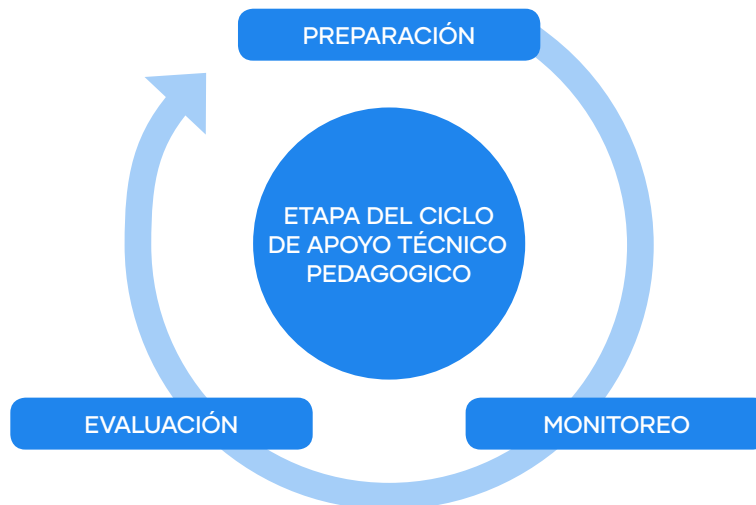 PREPARACIÓN
ETAPA DEL CICLO
DE APOYO TÉCNICO
PEDAGOGICO
EVALUACIÓN
MONITOREO